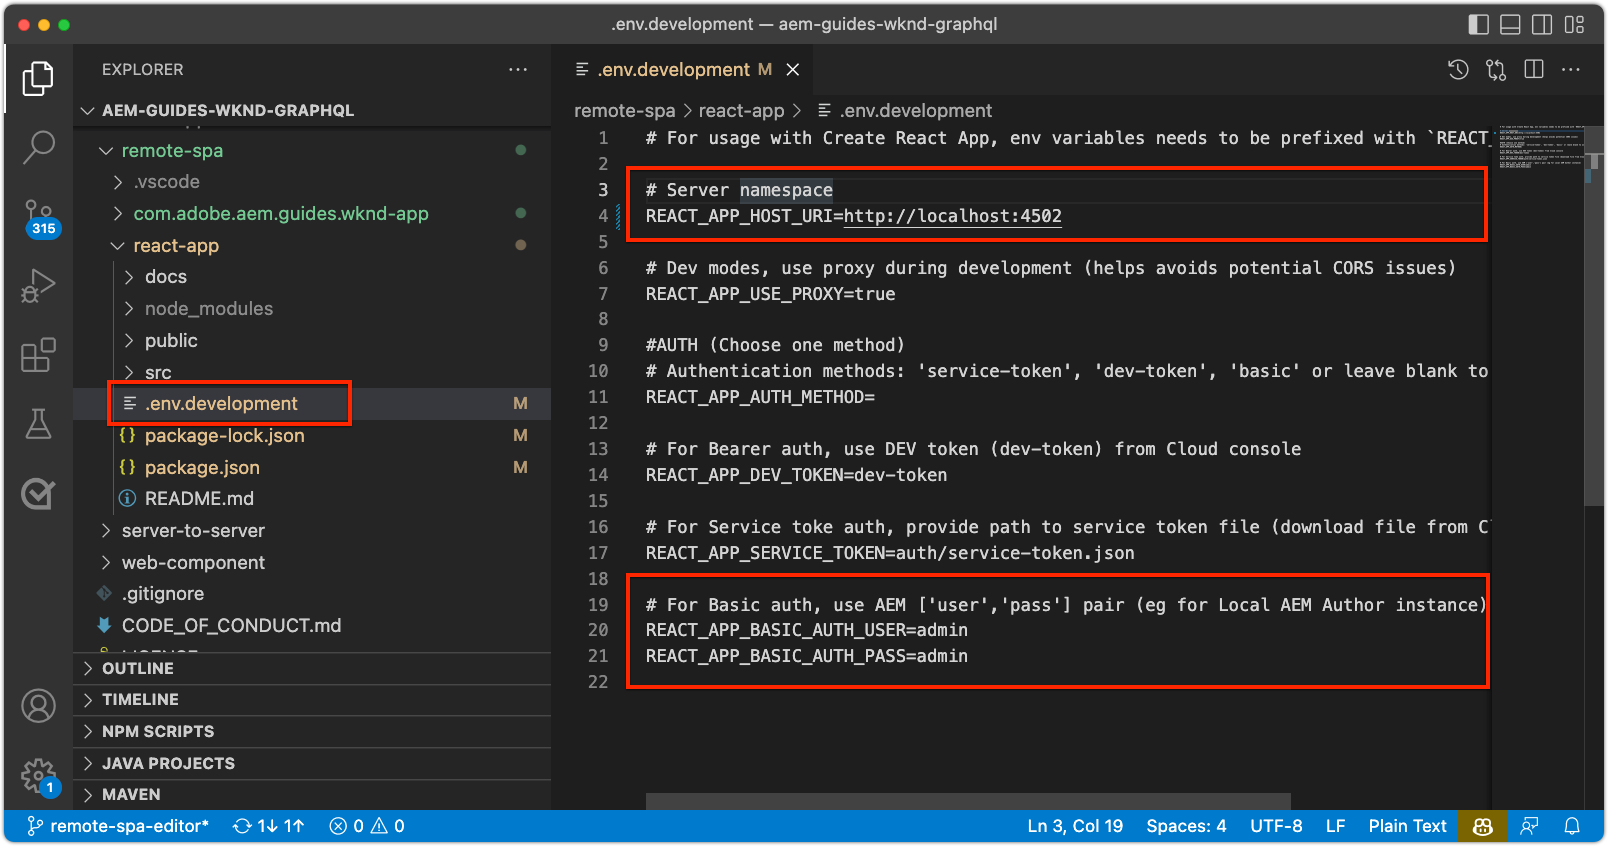 .env.development — aem-guides-wknd-graphql
EXPLORER
AEM-GUIDES-WKND-GRAPHQL
remote-spa
.vscode
com.adobe.aem.guides.wknd-app
react-app
docs
node_modules
public
src
.env.development M
package-lock.json M
package.json M
README.md
server-to-server
web-component
.gitignore
CODE_OF_CONDUCT.md
OUTLINE
TIMELINE
NPM SCRIPTS
JAVA PROJECTS
MAVEN
315
1
.env.development M
remote-spa > react-app > .env.development
1 # For usage with Create React App, env variables needs to be prefixed with `REACT_
2
3 # Server namespace
4 REACT_APP_HOST_URI=http://localhost:4502
5
6 # Dev modes, use proxy during development (helps avoids potential CORS issues)
7 REACT_APP_USE_PROXY=true
8
9 #AUTH (Choose one method)
10 # Authentication methods: 'service-token', 'dev-token', 'basic' or leave blank to
11 REACT_APP_AUTH_METHOD=
12
13 # For Bearer auth, use DEV token (dev-token) from Cloud console
14 REACT_APP_DEV_TOKEN=dev-token
15
16 # For Service toke auth, provide path to service token file (download file from Cl
17 REACT_APP_SERVICE_TOKEN=auth/service-token.json
18
19 # For Basic auth, use AEM ['user','pass'] pair (eg for Local AEM Author instance)
20 REACT_APP_BASIC_AUTH_USER=admin
21 REACT_APP_BASIC_AUTH_PASS=admin
22
remote-spa-editor* 1↓ 1↑ 0 0 Ln 3, Col 19 Spaces: 4 UTF-8 LF Plain Text